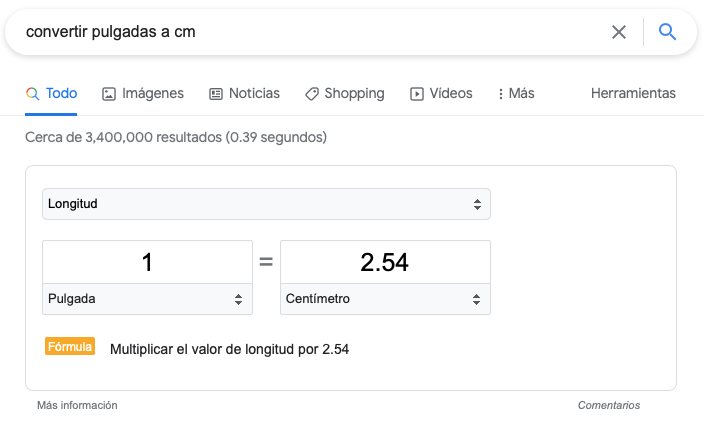 convertir pulgadas a cm
Todo Imágenes Noticias Shopping Vídeos Más Herramientas
Cerca de 3,400,000 resultados (0.39 segundos)
Longitud
1 = 2.54
Pulgada Centímetro
Fórmula Multiplicar el valor de longitud por 2.54
Más información Comentarios